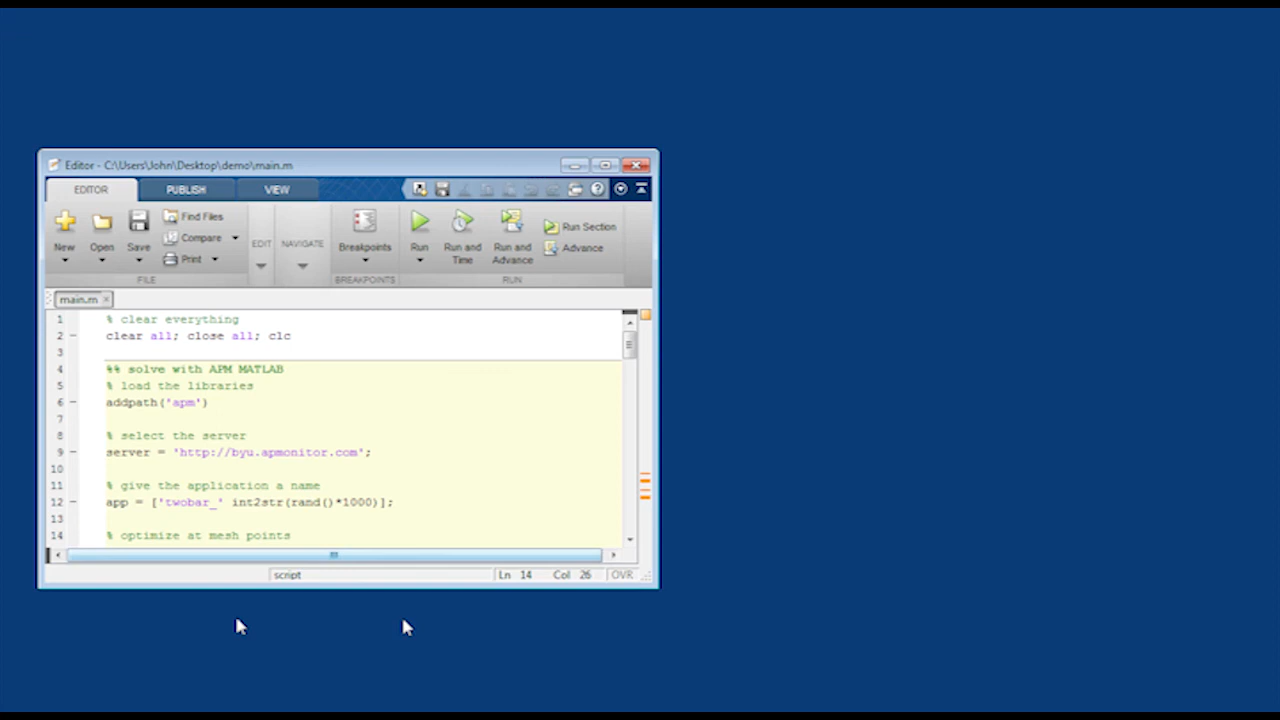 Editor - C:\Users\John\Desktop\demo\main.m
EDITOR PUBLISH VIEW
New Open Save Find Files Compare Print EDIT NAVIGATE Breakpoints Run Run and Time Run and Advance Run Section Advance
FILE BREAKPOINTS RUN
main.m
1 % clear everything
2 clear all; close all; clc
3
4 %% solve with APM MATLAB
5 % load the libraries
6 addpath('apm')
7
8 % select the server
9 server = 'http://byu.apmonitor.com';
10
11 % give the application a name
12 app = ['twobar_' int2str(rand()*1000)];
13
14 % optimize at mesh points
script Ln 14 Col 26 OVR